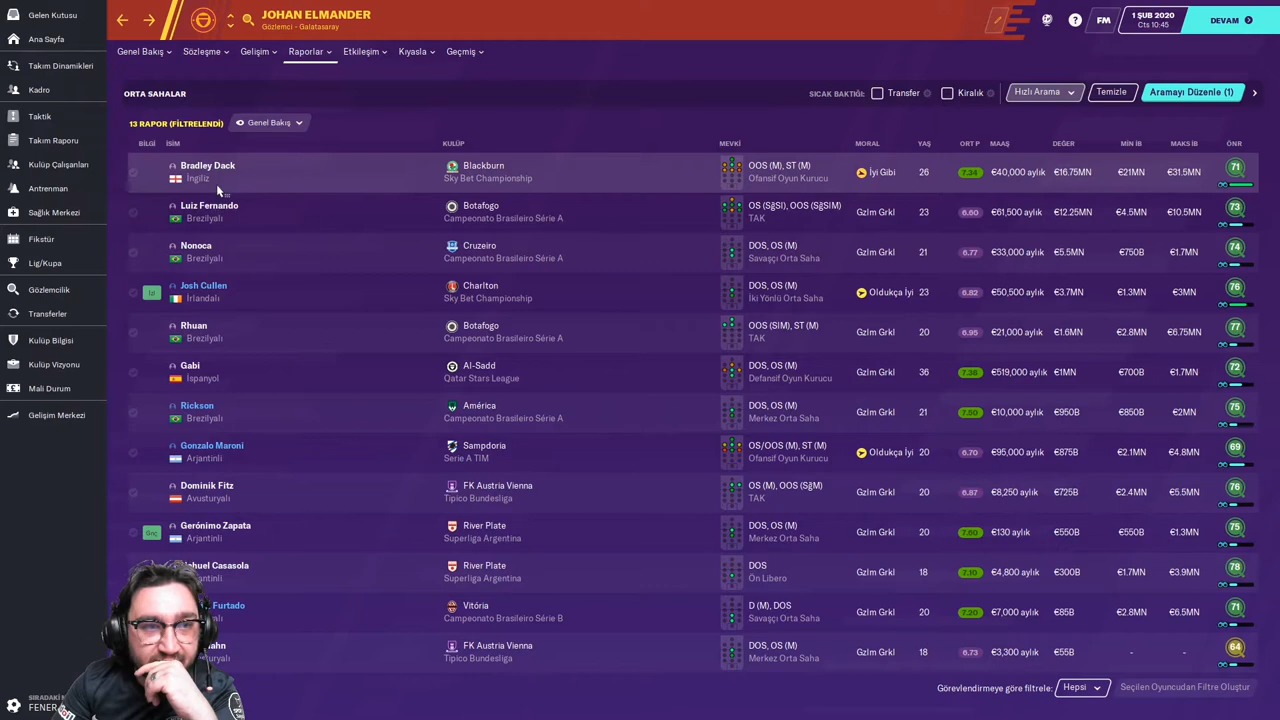 Gelen Kutusu
Ana Sayfa
Takım Dinamikleri
Kadro
Taktik
Takım Raporu
Kulüp Çalışanları
Antrenman
Sağlık Merkezi
Fikstür
Lig/Kupa
Gözlemcilik
Transferler
Kulüp Bilgisi
Kulüp Vizyonu
Mali Durum
Gelişim Merkezi
JOHAN ELMANDER
Gözlemci - Galatasaray
FM
1 ŞUB 2020
Cts 10:45
DEVAM
Genel Bakış Sözleşme Gelişim Raporlar Etkileşim Kıyasla Geçmiş
ORTA SAHALAR
SICAK BAKTIĞI: Transfer Kiralık Hızlı Arama Temizle Aramayı Düzenle (1)
13 RAPOR (FİLTRELENDİ) Genel Bakış
BİLGİ İSİM KULÜP MEVKİ MORAL YAŞ ORT P MAAŞ DEĞER MİN İB MAKS İB ÖNR
Bradley Dack Blackburn OOS (M), ST (M) İyi Gibi 26 7.34 €40,000 aylık €16.75MN €21MN €31.5MN 71
İngiliz Sky Bet Championship Ofansif Oyun Kurucu
Luiz Fernando Botafogo OS (SğSl), OOS (SğSlM) Gzlm Grkl 23 6.60 €61,500 aylık €12.25MN €4.5MN €10.5MN 73
Brezilyalı Campeonato Brasileiro Série A TAK
Nonoca Cruzeiro DOS, OS (M) Gzlm Grkl 21 6.77 €33,000 aylık €5.5MN €750B €1.7MN 74
Brezilyalı Campeonato Brasileiro Série A Savaşçı Orta Saha
Josh Cullen Charlton DOS, OS (M) Oldukça İyi 23 6.82 €50,500 aylık €3.7MN €1.3MN €3MN 76
İrlandalı Sky Bet Championship İki Yönlü Orta Saha
Rhuan Botafogo OOS (SlM), ST (M) Gzlm Grkl 20 6.95 €21,000 aylık €1.6MN €2.8MN €6.75MN 77
Brezilyalı Campeonato Brasileiro Série A TAK
Gabi Al-Sadd DOS, OS (M) Gzlm Grkl 36 7.38 €519,000 aylık €1MN €700B €1.7MN 72
İspanyol Qatar Stars League Defansif Oyun Kurucu
Rickson América DOS, OS (M) Gzlm Grkl 21 7.50 €10,000 aylık €950B €850B €2MN 75
Brezilyalı Campeonato Brasileiro Série A Merkez Orta Saha
Gonzalo Maroni Sampdoria OS/OOS (M), ST (M) Oldukça İyi 20 6.70 €95,000 aylık €875B €2.1MN €4.8MN 69
Arjantinli Serie A TIM Ofansif Oyun Kurucu
Dominik Fitz FK Austria Vienna OS (M), OOS (SğM) Gzlm Grkl 20 6.87 €8,250 aylık €725B €2.4MN €5.5MN 76
Avusturyalı Tipico Bundesliga TAK
Gnç Gerónimo Zapata River Plate DOS, OS (M) Gzlm Grkl 20 7.60 €130 aylık €550B €550B €1.3MN 75
Arjantinli Superliga Argentina Merkez Orta Saha
Casasola River Plate DOS Gzlm Grkl 18 7.10 €4,800 aylık €300B €1.7MN €3.9MN 78
Superliga Argentina Ön Libero
Furtado Vitória D (M), DOS Gzlm Grkl 20 7.20 €7,000 aylık €85B €2.8MN €6.5MN 71
Campeonato Brasileiro Série B Savaşçı Orta Saha
FK Austria Vienna DOS, OS (M) Gzlm Grkl 18 6.73 €3,300 aylık €55B - - 64
Tipico Bundesliga Merkez Orta Saha
Görevlendirmeye göre filtrele: Hepsi Seçilen Oyuncudan Filtre Oluştur